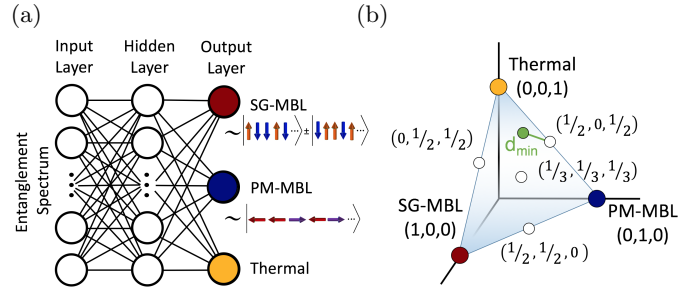 (a)
Input Layer
Hidden Layer
Output Layer
Entanglement Spectrum
SG-MBL
~|↑↓↓↑↓⋯⟩±|↓↑↑↓↑⋯⟩
PM-MBL
~|←←→←→⋯⟩
Thermal
(b)
Thermal
(0,0,1)
(0,1/2,1/2)
(1/2,0,1/2)
d_min
(1/3,1/3,1/3)
SG-MBL
(1,0,0)
PM-MBL
(0,1,0)
(1/2,1/2,0)